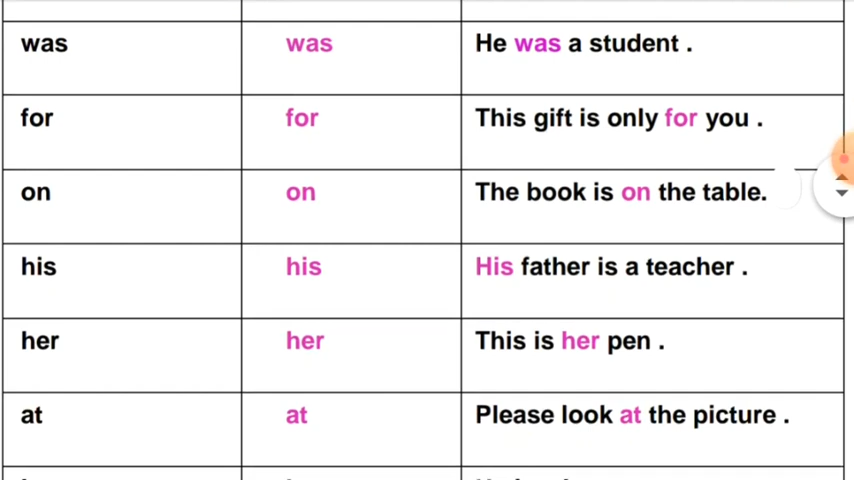 was was He was a student .
for for This gift is only for you .
on on The book is on the table.
his his His father is a teacher .
her her This is her pen .
at at Please look at the picture .